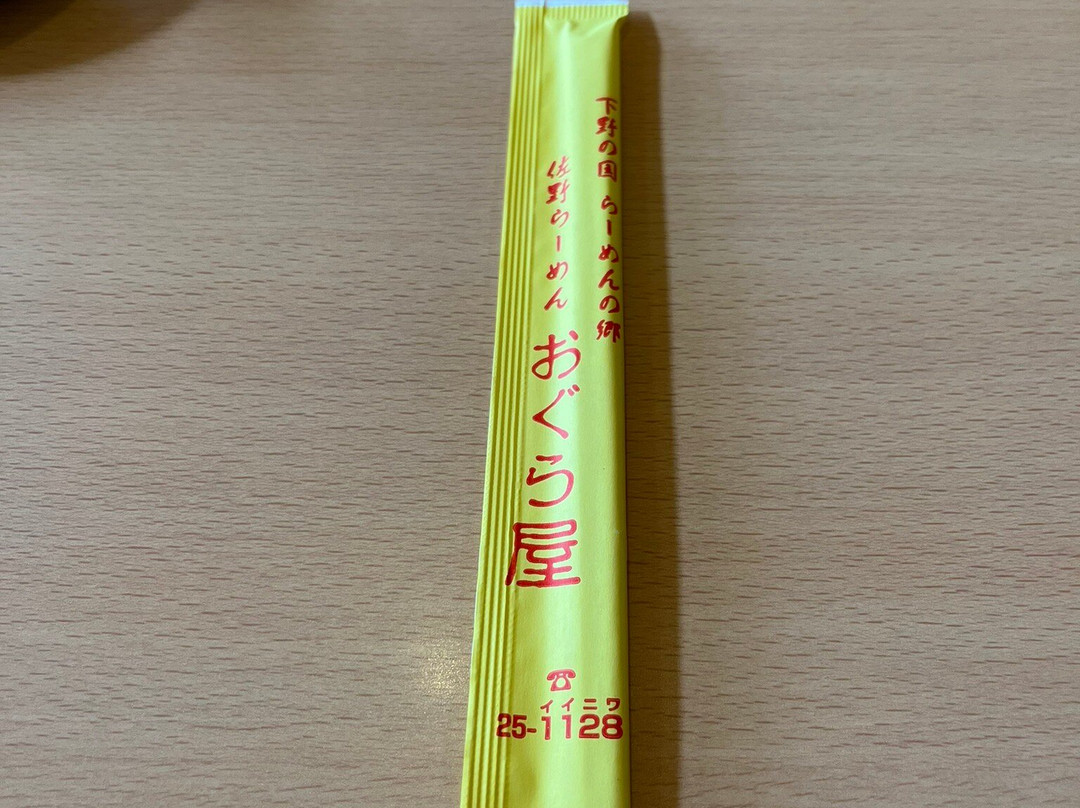 下野の国 らーめんの郷
佐野らーめん
おぐら屋
☎
イイニワ
25-1128